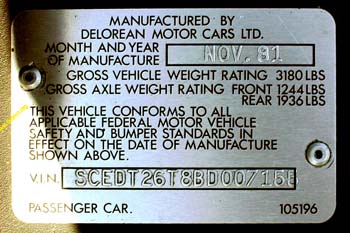 MANUFACTURED BY
DELOREAN MOTOR CARS LTD.
MONTH AND YEAR
OF MANUFACTURE NOV. 81
GROSS VEHICLE WEIGHT RATING 3180 LBS
GROSS AXLE WEIGHT RATING FRONT 1244 LBS
REAR 1936 LBS
THIS VEHICLE CONFORMS TO ALL
APPLICABLE FEDERAL MOTOR VEHICLE
SAFETY AND BUMPER STANDARDS IN
EFFECT ON THE DATE OF MANUFACTURE
SHOWN ABOVE.
V.I.N.
PASSENGER CAR. 105196